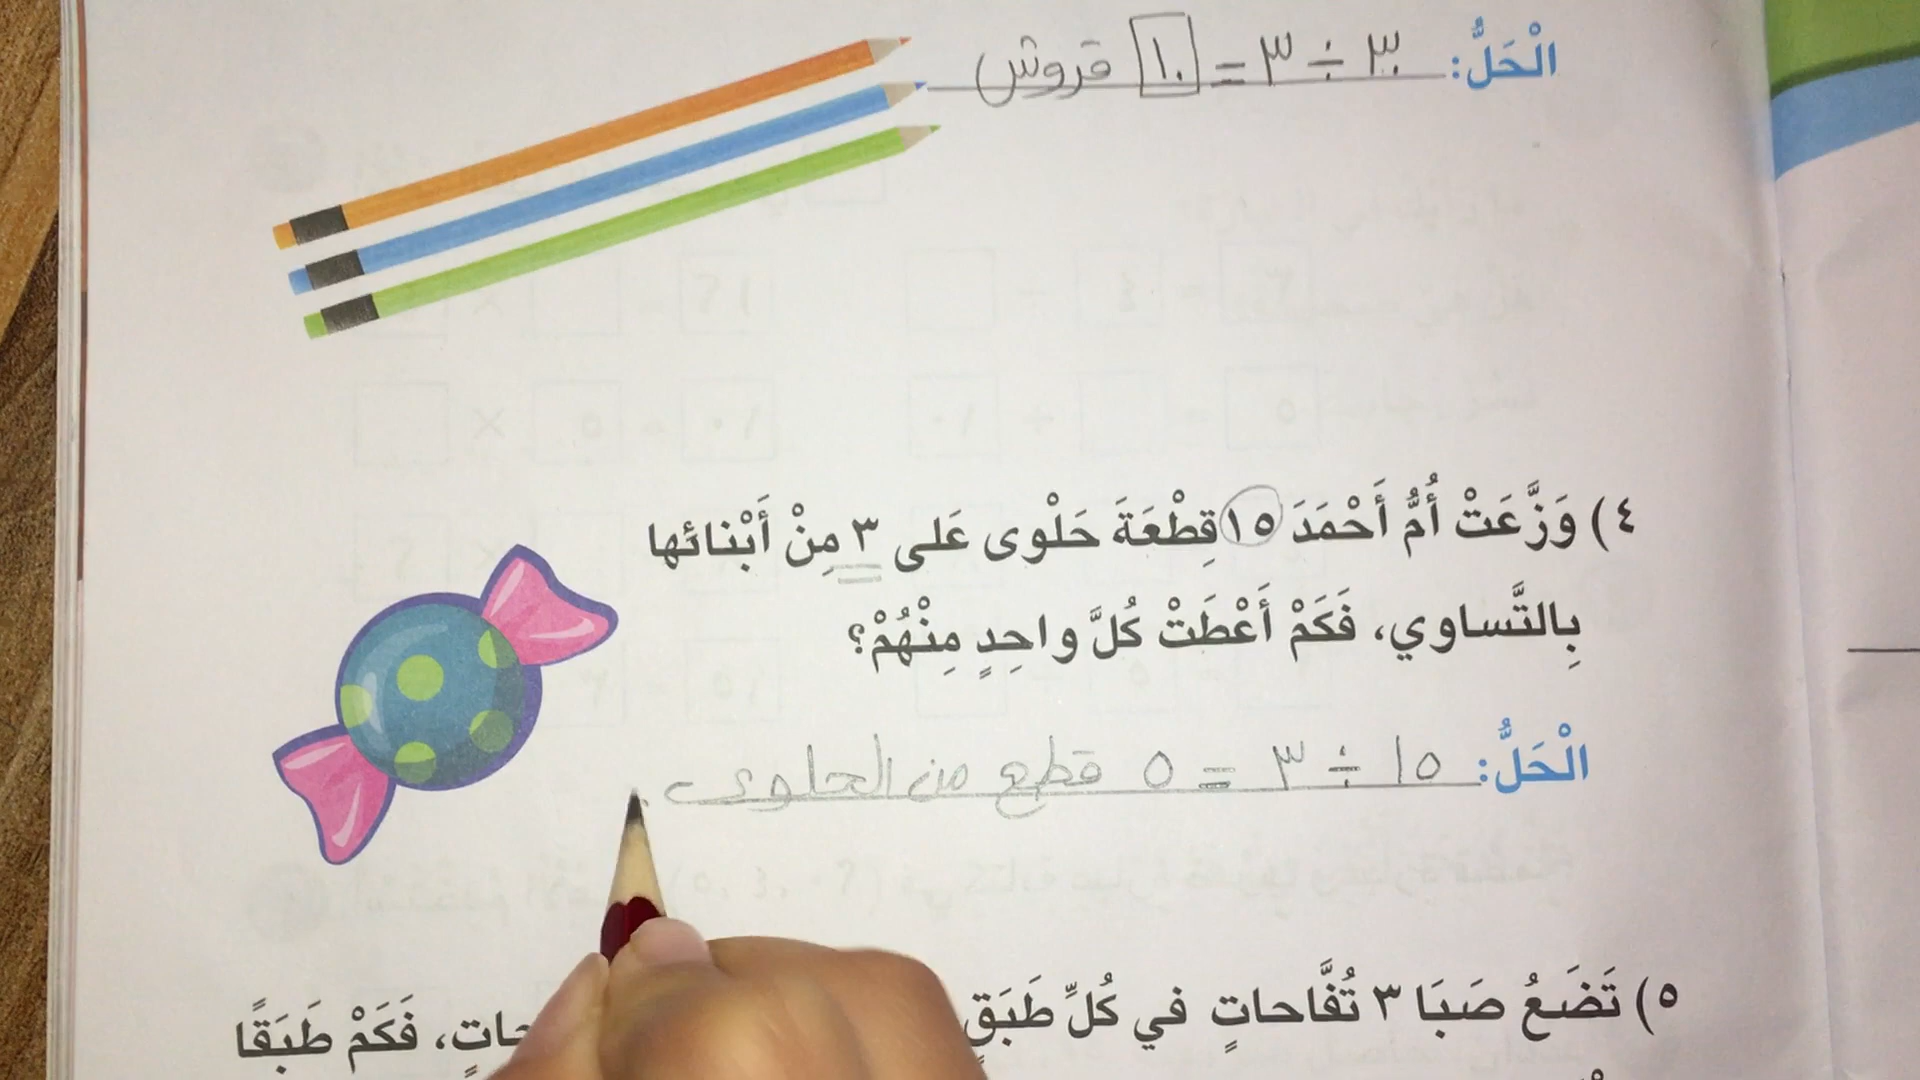 الْحَلُّ: ٣٠ ÷ ٣ = ١٠ قروش
٤) وَزَّعَتْ أُمُّ أَحْمَدَ ١٥ قِطْعَةَ حَلْوى عَلى ٣ مِنْ أَبْنائها
بِالتَّساوي، فَكَمْ أَعْطَتْ كُلَّ واحِدٍ مِنْهُمْ؟
الْحَلُّ: ١٥ ÷ ٣ = ٥ قطع من الحلوى.
٥) تَضَعُ صَبَا ٣ تُفَّاحاتٍ في كُلِّ طَبَقٍ، فَكَمْ طَبَقًا